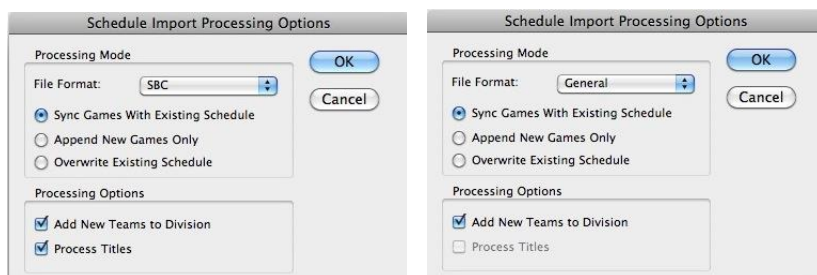 Schedule Import Processing Options
Processing Mode
File Format: SBC
OK
Sync Games With Existing Schedule
Cancel
Append New Games Only
Overwrite Existing Schedule
Processing Options
Add New Teams to Division
Process Titles
Schedule Import Processing Options
Processing Mode
File Format: General
OK
Sync Games With Existing Schedule
Cancel
Append New Games Only
Overwrite Existing Schedule
Processing Options
Add New Teams to Division
Process Titles